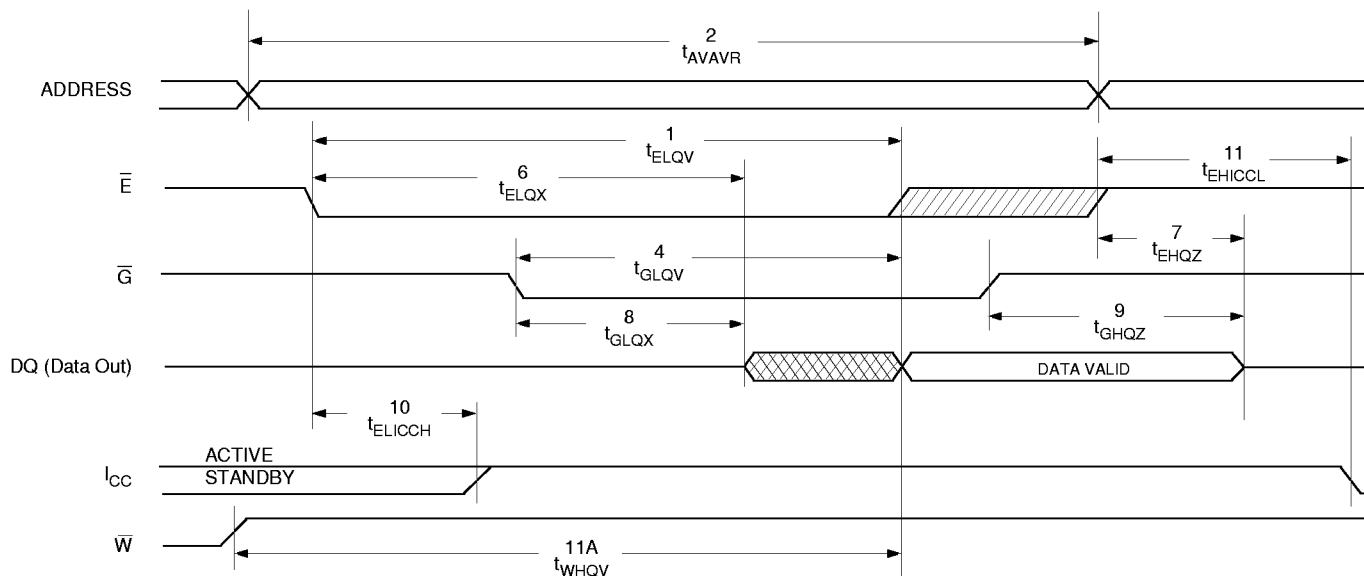 2
tAVAVR
ADDRESS
1
tELQV
11
tEHICCL
6
tELQX
E̅
7
tEHQZ
4
tGLQV
G̅
8
tGLQX
9
tGHQZ
DQ (Data Out)
DATA VALID
10
tELICCH
ACTIVE
ICC
STANDBY
W̅
11A
tWHQV